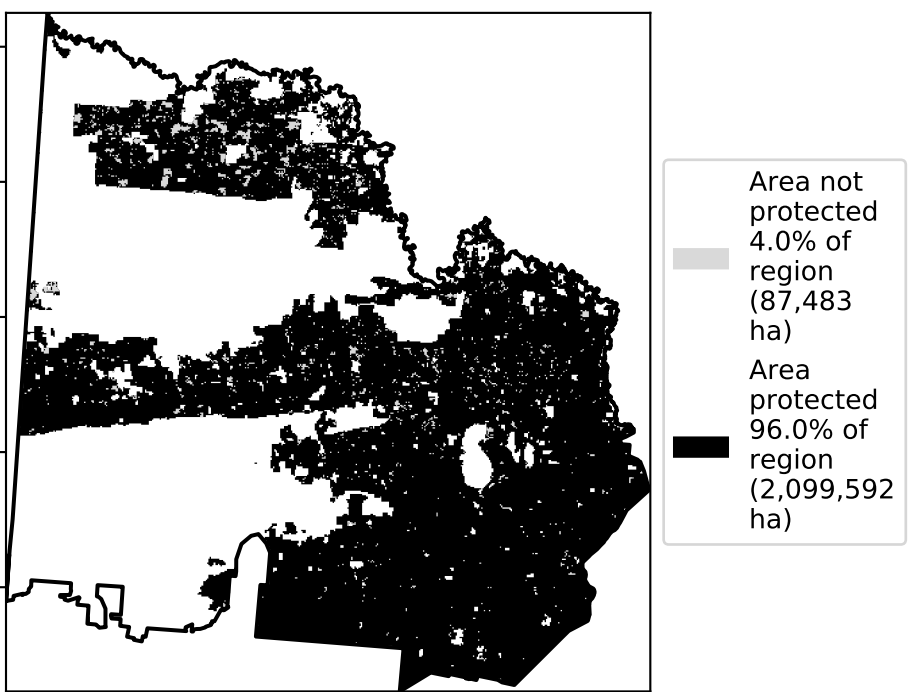 Area not
protected
4.0% of
region
(87,483
ha)
Area
protected
96.0% of
region
(2,099,592
ha)